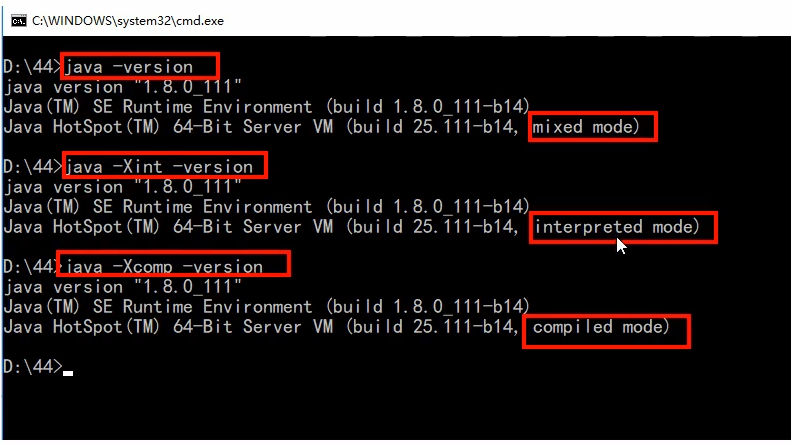 C:\WINDOWS\system32\cmd.exe
D:\44>java -version
java version "1.8.0_111"
Java(TM) SE Runtime Environment (build 1.8.0_111-b14)
Java HotSpot(TM) 64-Bit Server VM (build 25.111-b14, mixed mode)
D:\44>java -Xint -version
java version "1.8.0_111"
Java(TM) SE Runtime Environment (build 1.8.0_111-b14)
Java HotSpot(TM) 64-Bit Server VM (build 25.111-b14, interpreted mode)
D:\44>java -Xcomp -version
java version "1.8.0_111"
Java(TM) SE Runtime Environment (build 1.8.0_111-b14)
Java HotSpot(TM) 64-Bit Server VM (build 25.111-b14, compiled mode)
D:\44>